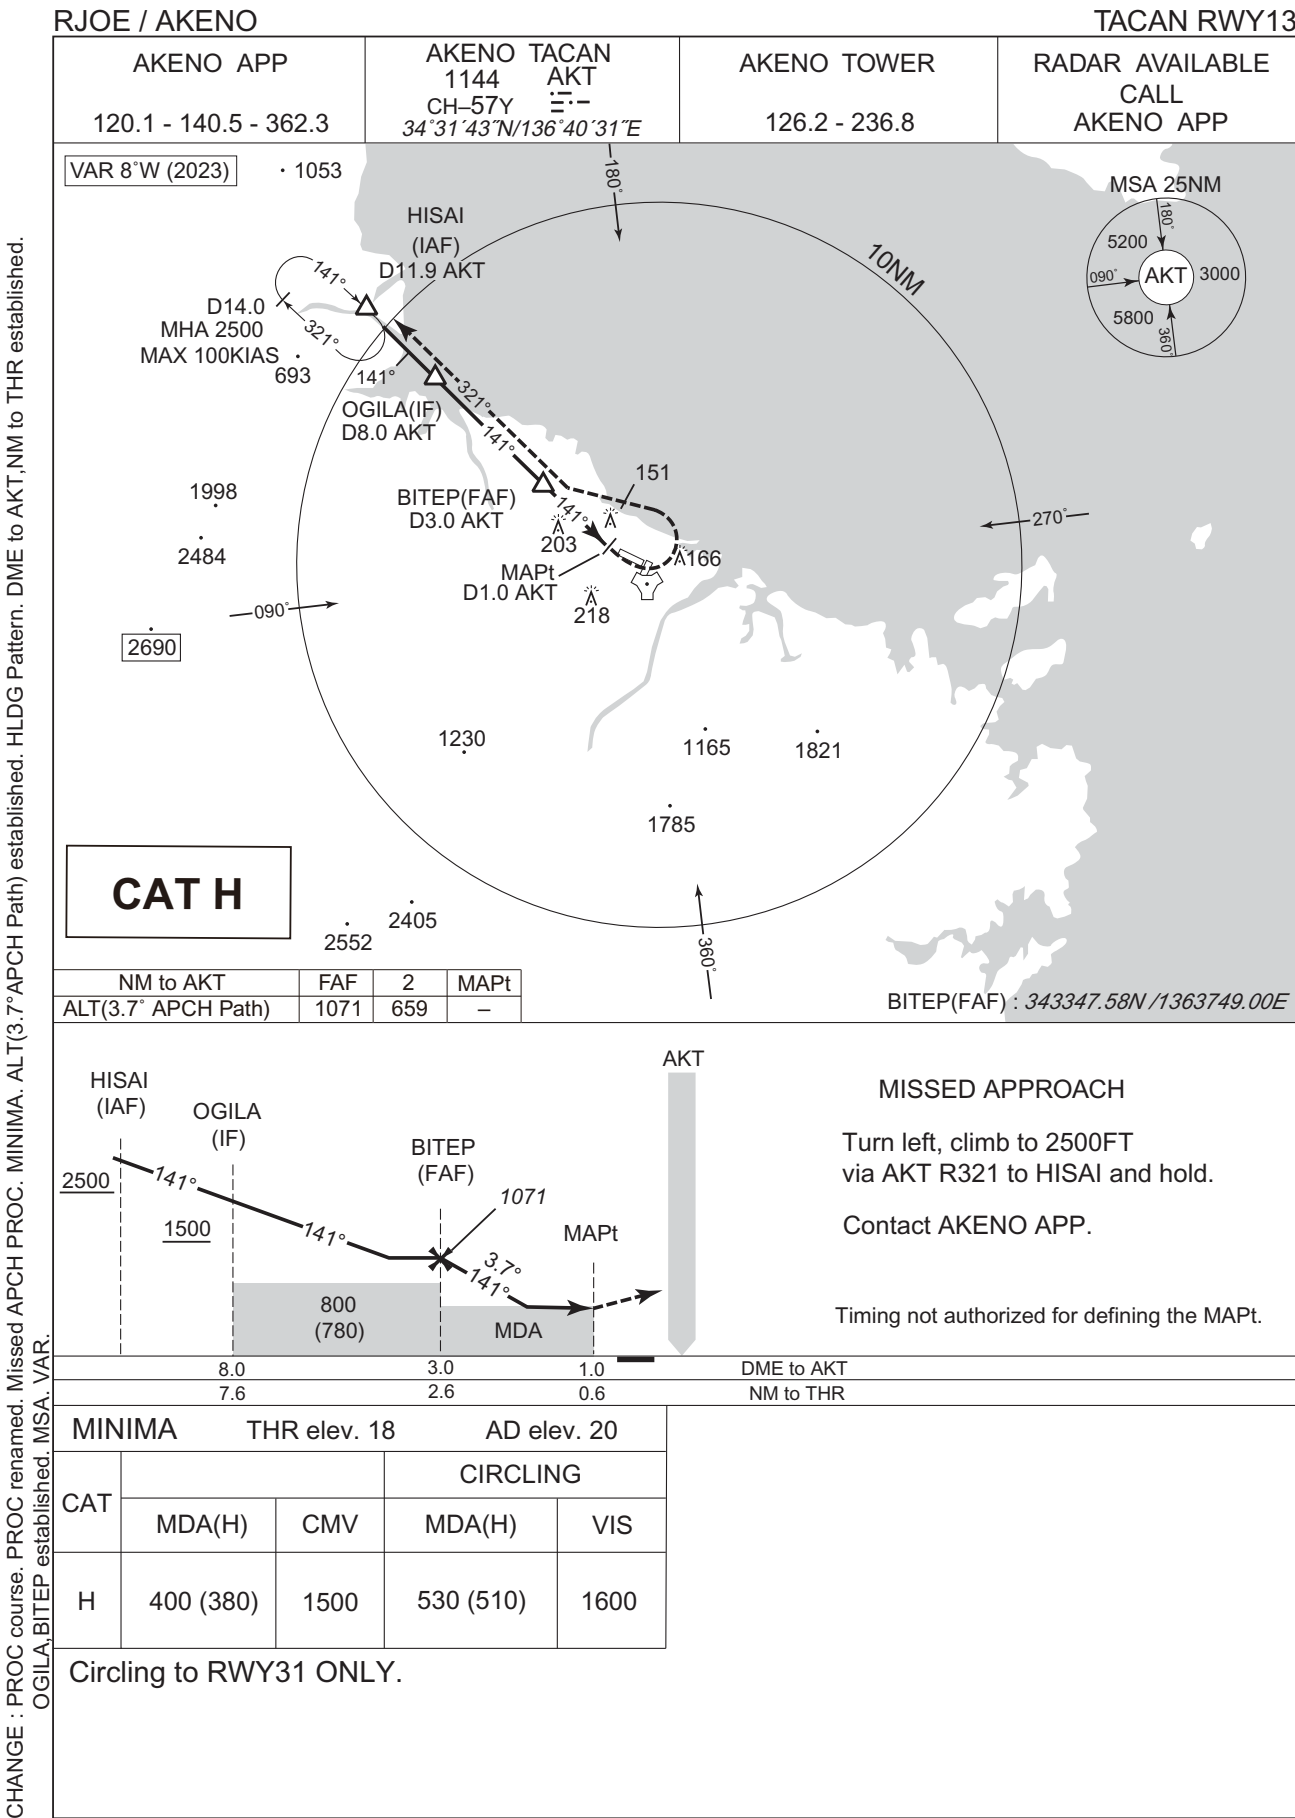 RJOE / AKENO
TACAN RWY13
AKENO APP
120.1 - 140.5 - 362.3
AKENO TACAN
1144 AKT
CH–57Y
34°31´43˝N/136°40´31˝E
AKENO TOWER
126.2 - 236.8
RADAR AVAILABLE
CALL
AKENO APP
VAR 8°W (2023)
1053
180°
HISAI
(IAF)
D11.9 AKT
10NM
MSA 25NM
180°
5200
090°
AKT
3000
5800
360°
141°
D14.0
MHA 2500
MAX 100KIAS
321°
693
141°
321°
OGILA(IF)
D8.0 AKT
141°
151
1998
BITEP(FAF)
D3.0 AKT
141°
270°
2484
203
166
MAPt
D1.0 AKT
218
090°
2690
1230
1165
1821
1785
CAT H
2405
2552
360°
NM to AKT FAF 2 MAPt
ALT(3.7° APCH Path) 1071 659 –
BITEP(FAF) : 343347.58N /1363749.00E
AKT
HISAI
(IAF)
OGILA
(IF)
BITEP
(FAF)
1071
MAPt
2500
141°
1500
141°
3.7°
141°
800
(780)
MDA
MISSED APPROACH
Turn left, climb to 2500FT
via AKT R321 to HISAI and hold.
Contact AKENO APP.
Timing not authorized for defining the MAPt.
8.0 3.0 1.0 DME to AKT
7.6 2.6 0.6 NM to THR
MINIMA THR elev. 18 AD elev. 20
CAT
CIRCLING
MDA(H) CMV MDA(H) VIS
H 400 (380) 1500 530 (510) 1600
Circling to RWY31 ONLY.
CHANGE : PROC course. PROC renamed. Missed APCH PROC. MINIMA. ALT(3.7°APCH Path) established. HLDG Pattern. DME to AKT,NM to THR established.
OGILA,BITEP established. MSA. VAR.